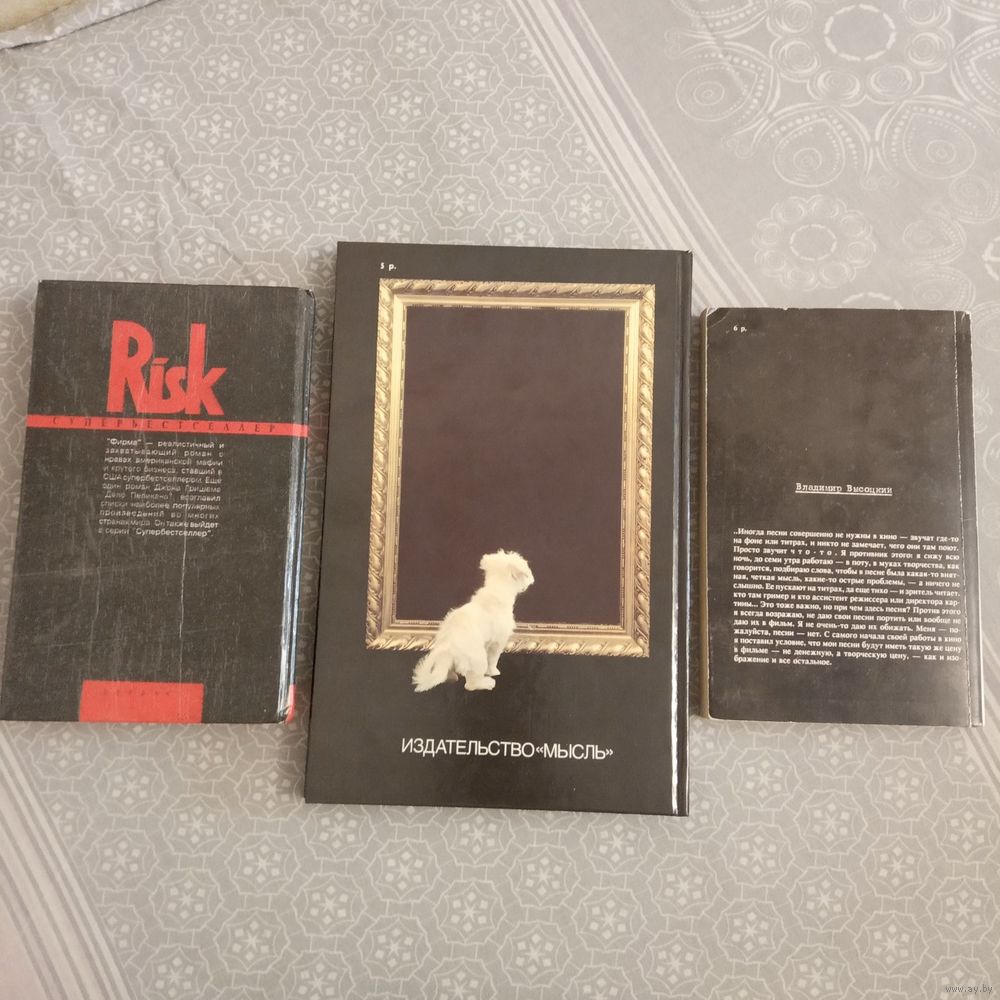 Risk
СУПЕРБЕСТСЕЛЛЕР
"Фирма" — реалистичный и
захватывающий роман о
нравах американской мафии
и крутого бизнеса, ставший в
США супербестселлером. Еще
один роман Джона Гришема
"Дело Пеликана", возглавил
списки наиболее популярных
произведений во многих
странах мира. Он также выйдет
в серии "Супербестселлер".
5 р.
ИЗДАТЕЛЬСТВО«МЫСЛЬ»
6 р.
Владимир Высоцкий
„Иногда песни совершенно не нужны в кино — звучат где-то
на фоне или титрах, и никто не замечает, чего они там поют.
Просто звучит что-то. Я противник этого: я сижу всю
ночь, до семи утра работаю — в поту, в муках творчества, как
говорится, подбираю слова, чтобы в песне была какая-то внят-
ная, четкая мысль, какие-то острые проблемы, — а ничего не
слышно. Ее пускают на титрах, да еще тихо — и зритель читает,
кто там гример и кто ассистент режиссера или директора кар-
тины... Это тоже важно, но при чем здесь песня? Против этого
я всегда возражаю, не даю свои песни портить или вообще не
даю их в фильм. Я не очень-то даю их обижать. Меня — по-
жалуйста, песни — нет. С самого начала своей работы в кино
я поставил условие, что мои песни будут иметь такую же цену
в фильме — не денежную, а творческую цену, — как и изо-
бражение и все остальное.
www.ay.by